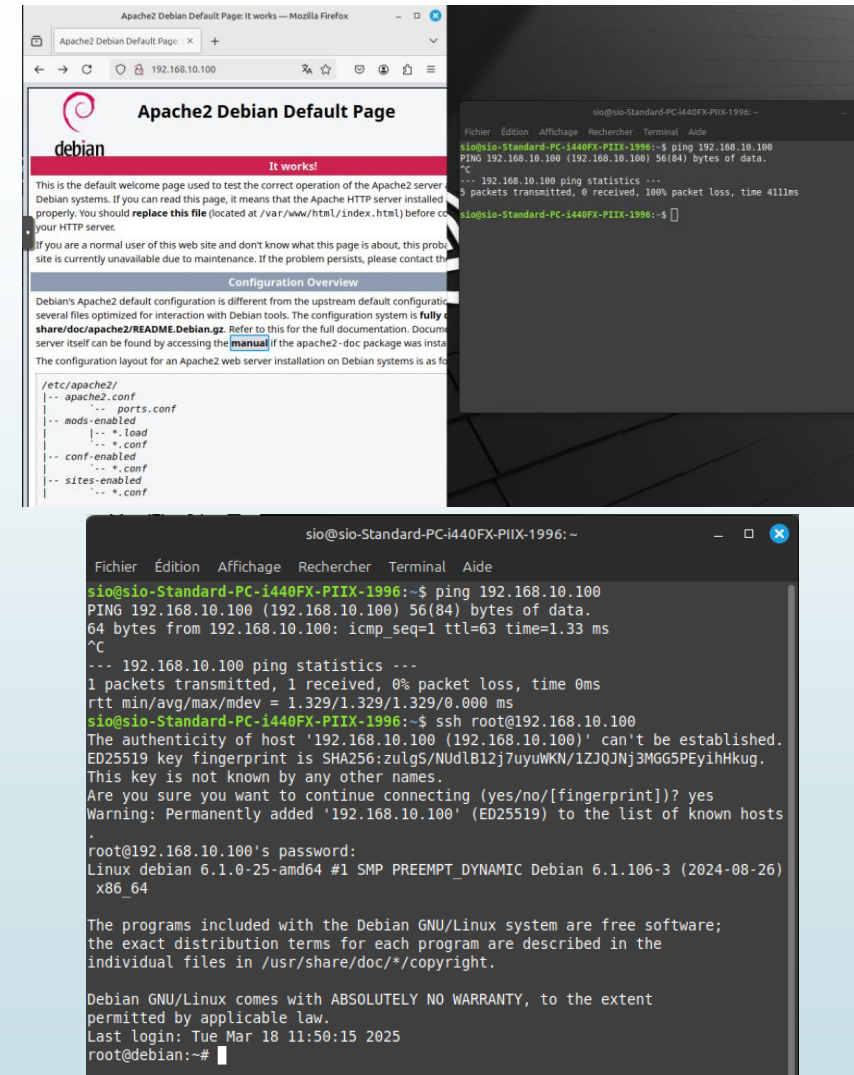 Apache2 Debian Default Page: It works — Mozilla Firefox
Apache2 Debian Default Page:
192.168.10.100
debian
Apache2 Debian Default Page
It works!
This is the default welcome page used to test the correct operation of the Apache2 server
Debian systems. If you can read this page, it means that the Apache HTTP server installed
properly. You should replace this file (located at /var/www/html/index.html) before
your HTTP server.
If you are a normal user of this web site and don't know what this page is about, this
site is currently unavailable due to maintenance. If the problem persists, please contact
Configuration Overview
Debian's Apache2 default configuration is different from the upstream default
several files optimized for interaction with Debian tools. The configuration system is fully
share/doc/apache2/README.Debian.gz. Refer to this for the full documentation.
server itself can be found by accessing the manual if the apache2-doc package was
The configuration layout for an Apache2 web server installation on Debian systems is as
/etc/apache2/
|-- apache2.conf
|       `--  ports.conf
|-- mods-enabled
|       |-- *.load
|       `-- *.conf
|-- conf-enabled
|       `-- *.conf
|-- sites-enabled
|       `-- *.conf
sio@sio-Standard-PC-i440FX-PIIX-1996: ~
Fichier Édition Affichage Rechercher Terminal Aide
sio@sio-Standard-PC-i440FX-PIIX-1996:~$ ping 192.168.10.100
PING 192.168.10.100 (192.168.10.100) 56(84) bytes of data.
^C
--- 192.168.10.100 ping statistics ---
5 packets transmitted, 0 received, 100% packet loss, time 4111ms
sio@sio-Standard-PC-i440FX-PIIX-1996:~$
sio@sio-Standard-PC-i440FX-PIIX-1996: ~
Fichier Édition Affichage Rechercher Terminal Aide
sio@sio-Standard-PC-i440FX-PIIX-1996:~$ ping 192.168.10.100
PING 192.168.10.100 (192.168.10.100) 56(84) bytes of data.
64 bytes from 192.168.10.100: icmp_seq=1 ttl=63 time=1.33 ms
^C
--- 192.168.10.100 ping statistics ---
1 packets transmitted, 1 received, 0% packet loss, time 0ms
rtt min/avg/max/mdev = 1.329/1.329/1.329/0.000 ms
sio@sio-Standard-PC-i440FX-PIIX-1996:~$ ssh root@192.168.10.100
The authenticity of host '192.168.10.100 (192.168.10.100)' can't be established.
ED25519 key fingerprint is SHA256:zulgS/NUdlB12j7uyuWKN/1ZJQJNj3MGG5PEyihHkug.
This key is not known by any other names.
Are you sure you want to continue connecting (yes/no/[fingerprint])? yes
Warning: Permanently added '192.168.10.100' (ED25519) to the list of known hosts
.
root@192.168.10.100's password:
Linux debian 6.1.0-25-amd64 #1 SMP PREEMPT_DYNAMIC Debian 6.1.106-3 (2024-08-26)
x86_64
The programs included with the Debian GNU/Linux system are free software;
the exact distribution terms for each program are described in the
individual files in /usr/share/doc/*/copyright.
Debian GNU/Linux comes with ABSOLUTELY NO WARRANTY, to the extent
permitted by applicable law.
Last login: Tue Mar 18 11:50:15 2025
root@debian:~#